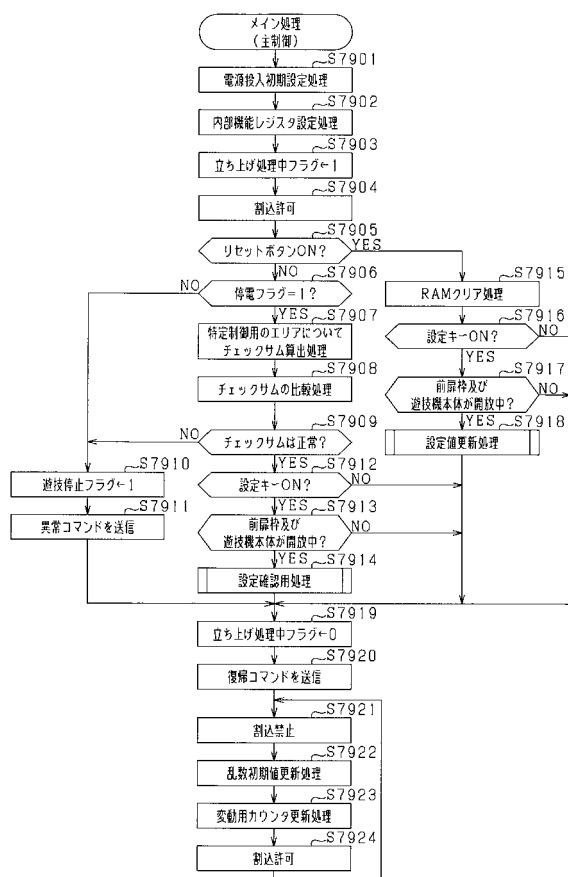 メイン処理
(主制御)
S7901
電源投入初期設定処理
S7902
内部機能レジスタ設定処理
S7903
立ち上げ処理中フラグ←1
S7904
割込許可
S7905
リセットボタンON?
YES
NO
S7906
停電フラグ=1?
NO
YES
S7907
特定制御用のエリアについて
チェックサム算出処理
S7908
チェックサムの比較処理
S7909
チェックサムは正常?
NO
YES
S7910
遊技停止フラグ←1
S7911
異常コマンドを送信
S7912
設定キーON?
NO
YES
S7913
前扉枠及び
遊技機本体が開放中?
NO
YES
S7914
設定確認用処理
S7915
RAMクリア処理
S7916
設定キーON?
NO
YES
S7917
前扉枠及び
遊技機本体が開放中?
NO
YES
S7918
設定値更新処理
S7919
立ち上げ処理中フラグ←0
S7920
復帰コマンドを送信
S7921
割込禁止
S7922
乱数初期値更新処理
S7923
変動用カウンタ更新処理
S7924
割込許可